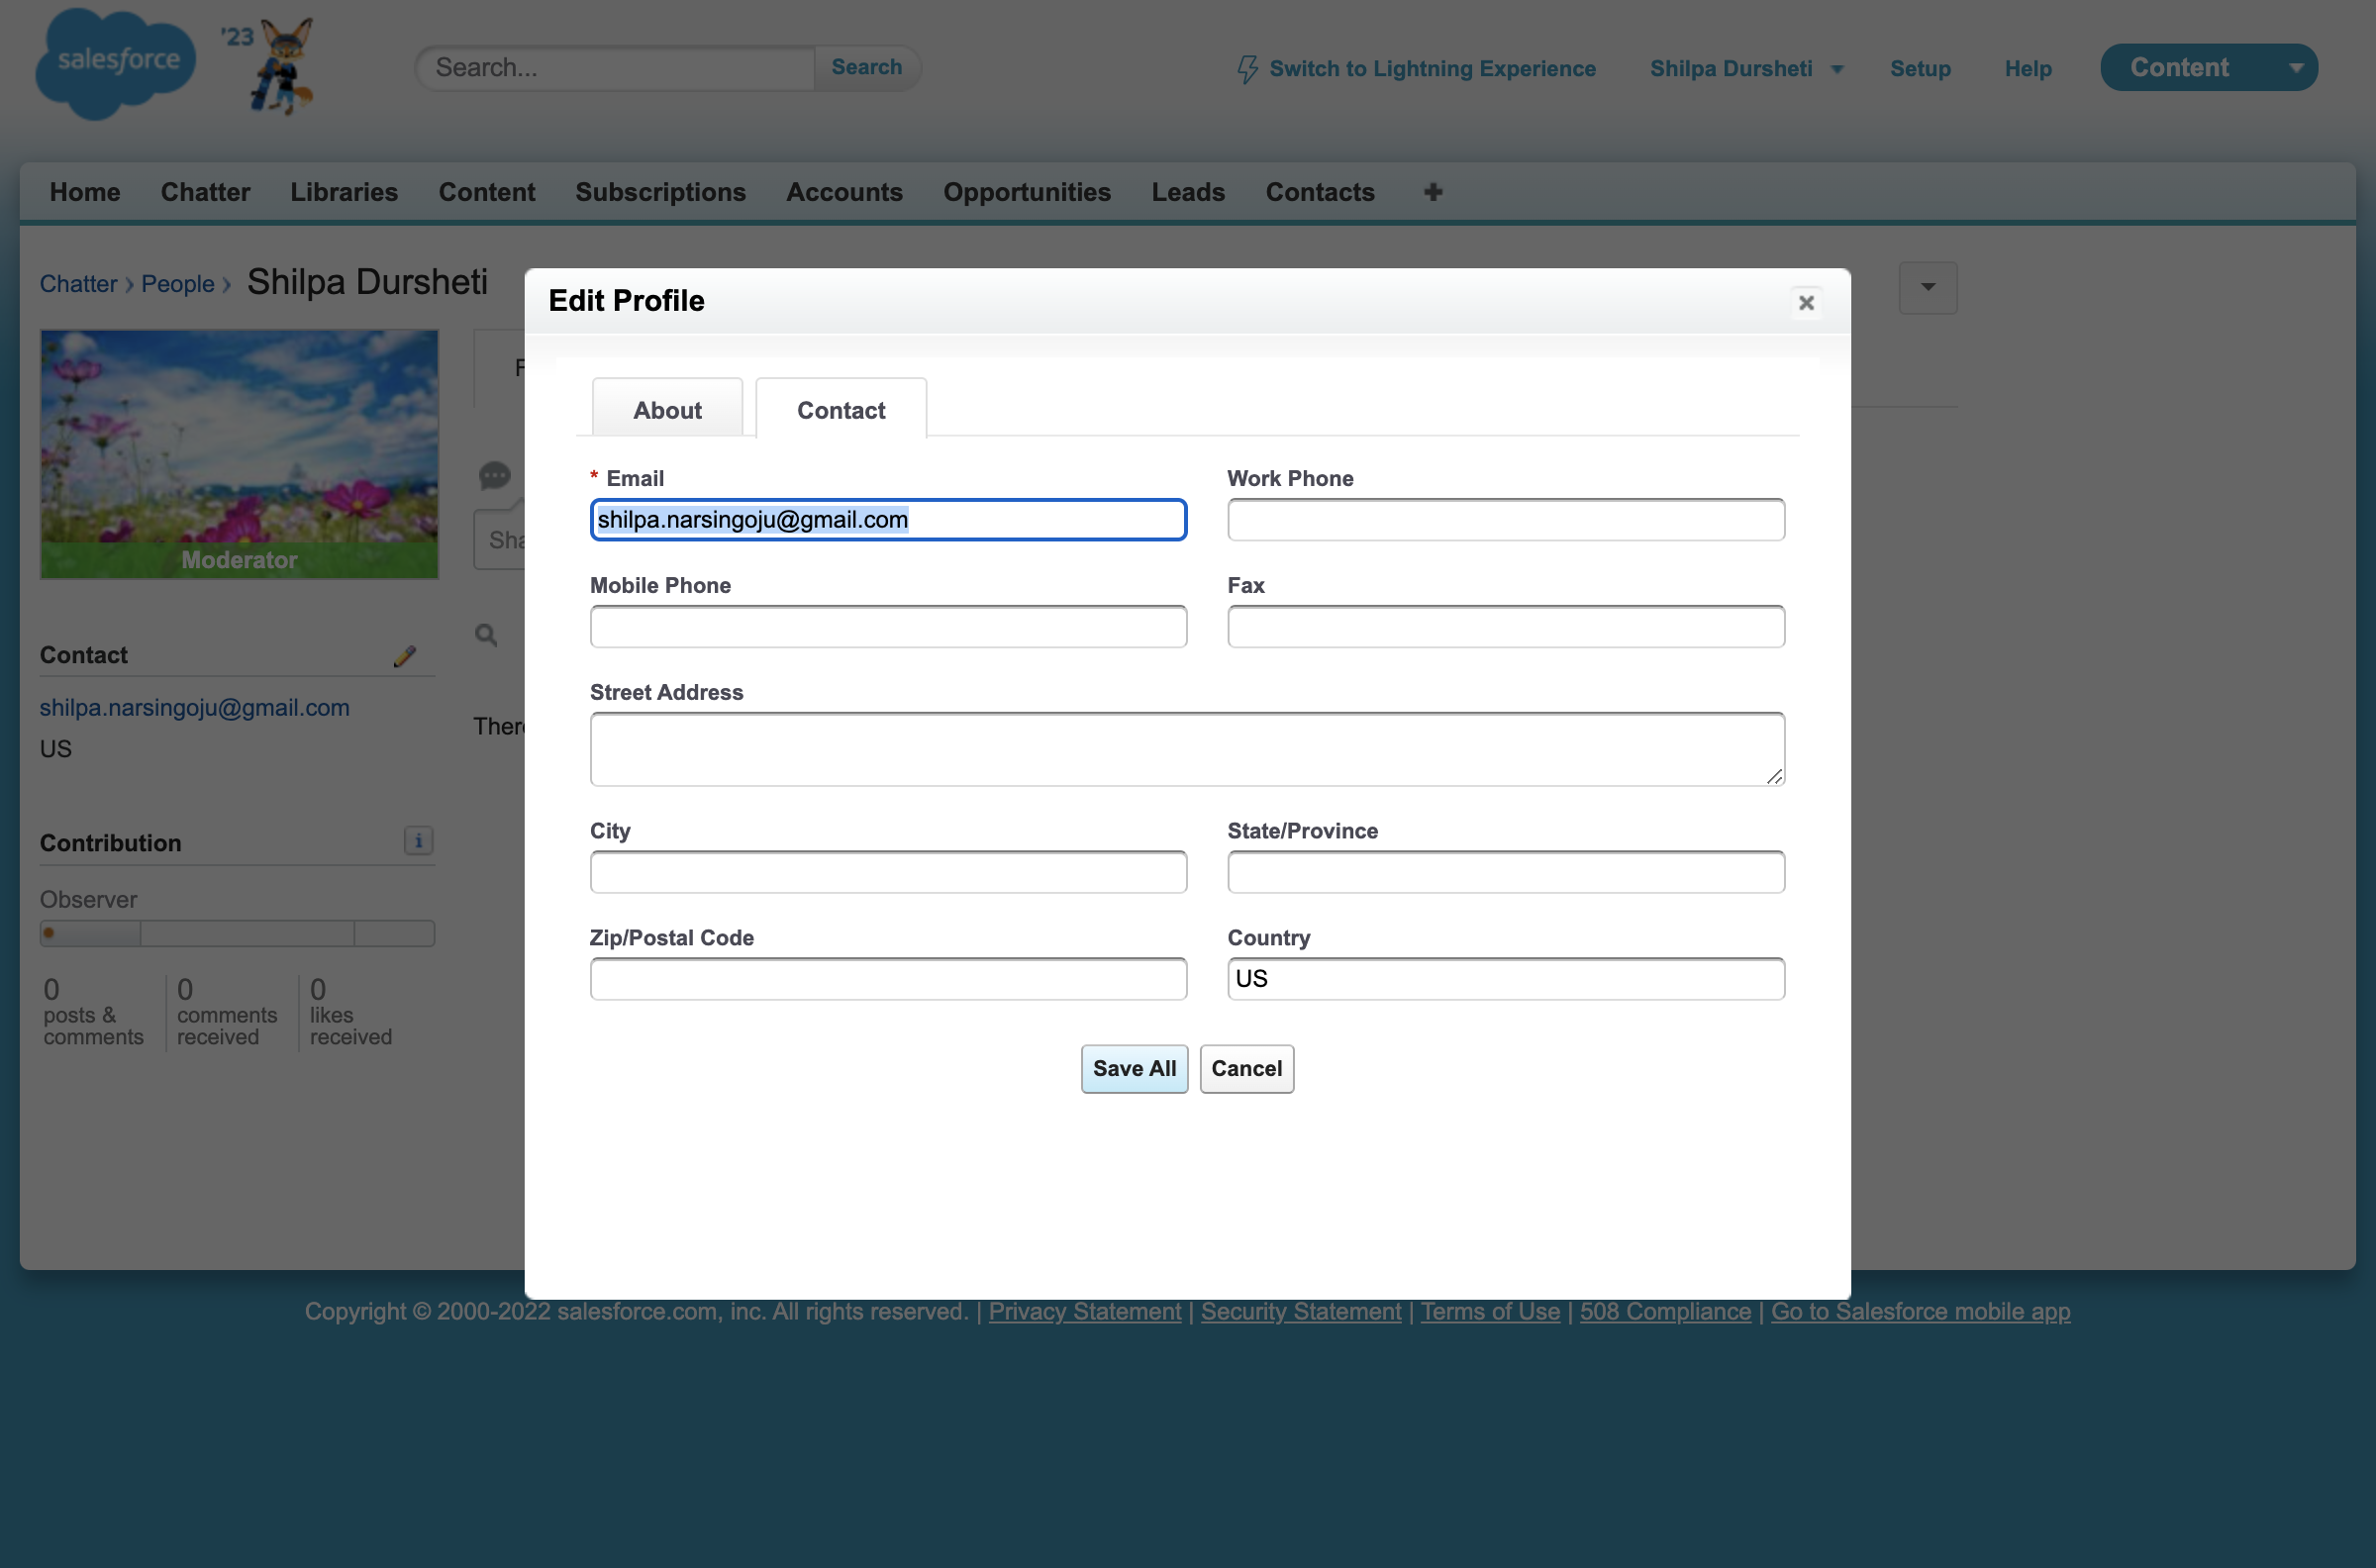 salesforce
'23
Search...
Search
Switch to Lightning Experience
Shilpa Dursheti
Setup
Help
Content
Home
Chatter
Libraries
Content
Subscriptions
Accounts
Opportunities
Leads
Contacts
Chatter
People
Shilpa Dursheti
Moderator
Contact
shilpa.narsingoju@gmail.com
US
Contribution
Observer
0
posts &
comments
0
comments
received
0
likes
received
Edit Profile
About
Contact
* Email
shilpa.narsingoju@gmail.com
Work Phone
Mobile Phone
Fax
Street Address
City
State/Province
Zip/Postal Code
Country
US
Save All
Cancel
Copyright © 2000-2022 salesforce.com, inc. All rights reserved. | Privacy Statement | Security Statement | Terms of Use | 508 Compliance | Go to Salesforce mobile app